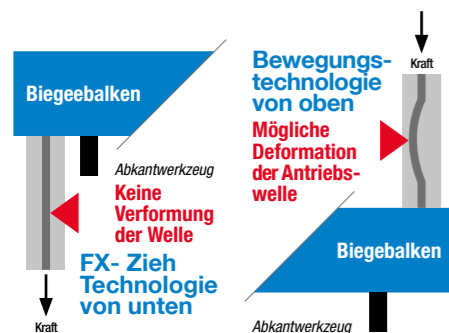 Biegeebalken
Abkantwerkzeug
Keine
Verformung
der Welle
FX- Zieh
Technologie
von unten
Kraft
Kraft
Bewegungs-
technologie
von oben
Mögliche
Deformation
der Antriebs-
welle
Biegebalken
Abkantwerkzeug